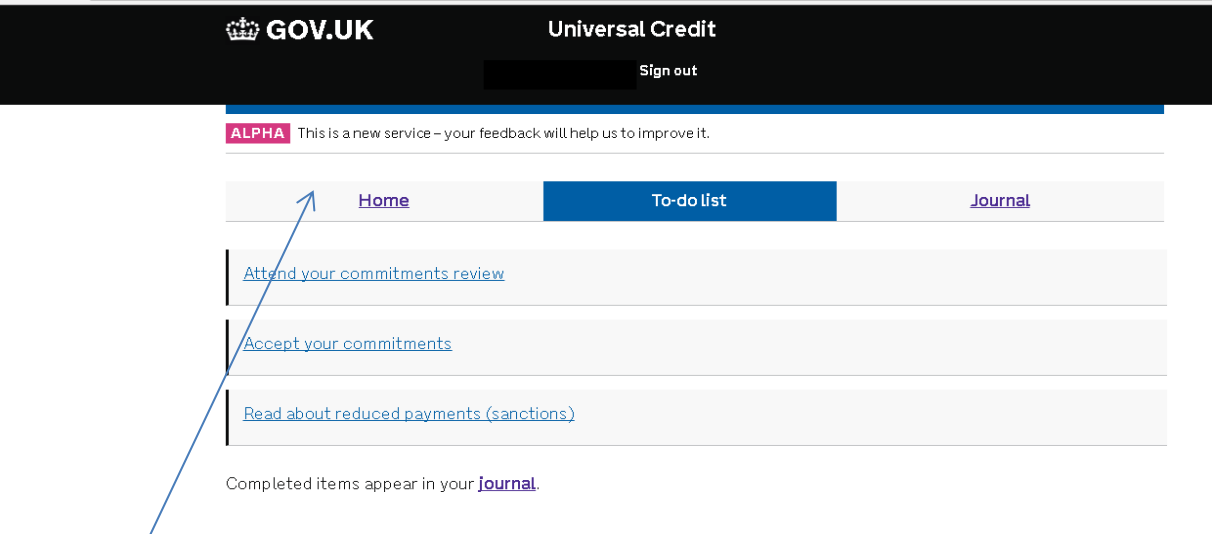 GOV.UK Universal Credit
Sign out
ALPHA This is a new service – your feedback will help us to improve it.
Home To-do list Journal
Attend your commitments review
Accept your commitments
Read about reduced payments (sanctions)
Completed items appear in your journal.